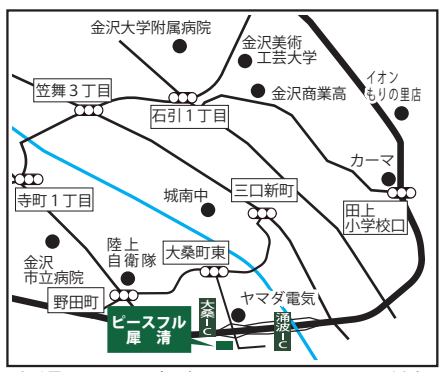 金沢大学附属病院
金沢美術
工芸大学
イオン
もりの里店
笠舞3丁目
石引1丁目
金沢商業高
カーマ
寺町1丁目
城南中
三口新町
田上
小学校口
金沢
市立病院
陸上
自衛隊
大桑町東
野田町
ピースフル
犀 清
大桑IC
ヤマダ電気
涌波IC